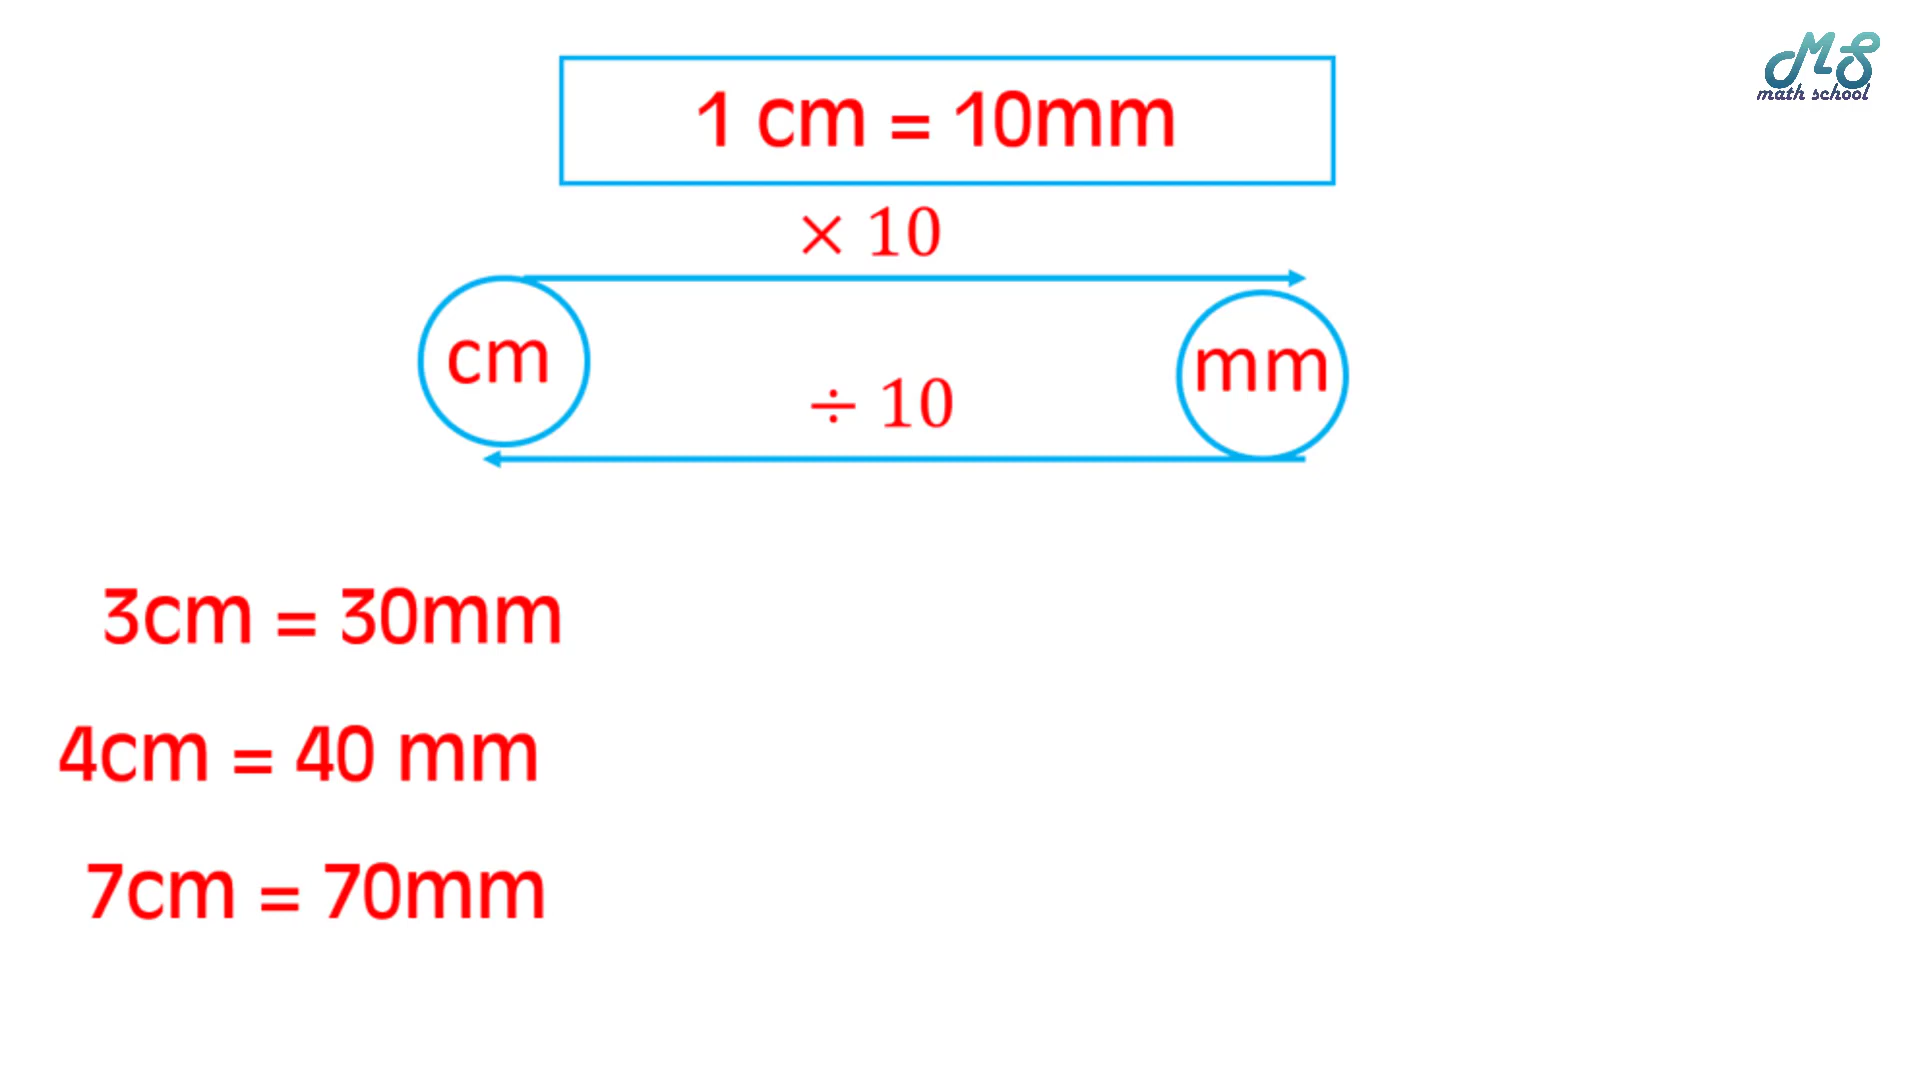 MS
math school
1 cm = 10mm
× 10
cm
mm
÷ 10
3cm = 30mm
4cm = 40 mm
7cm = 70mm